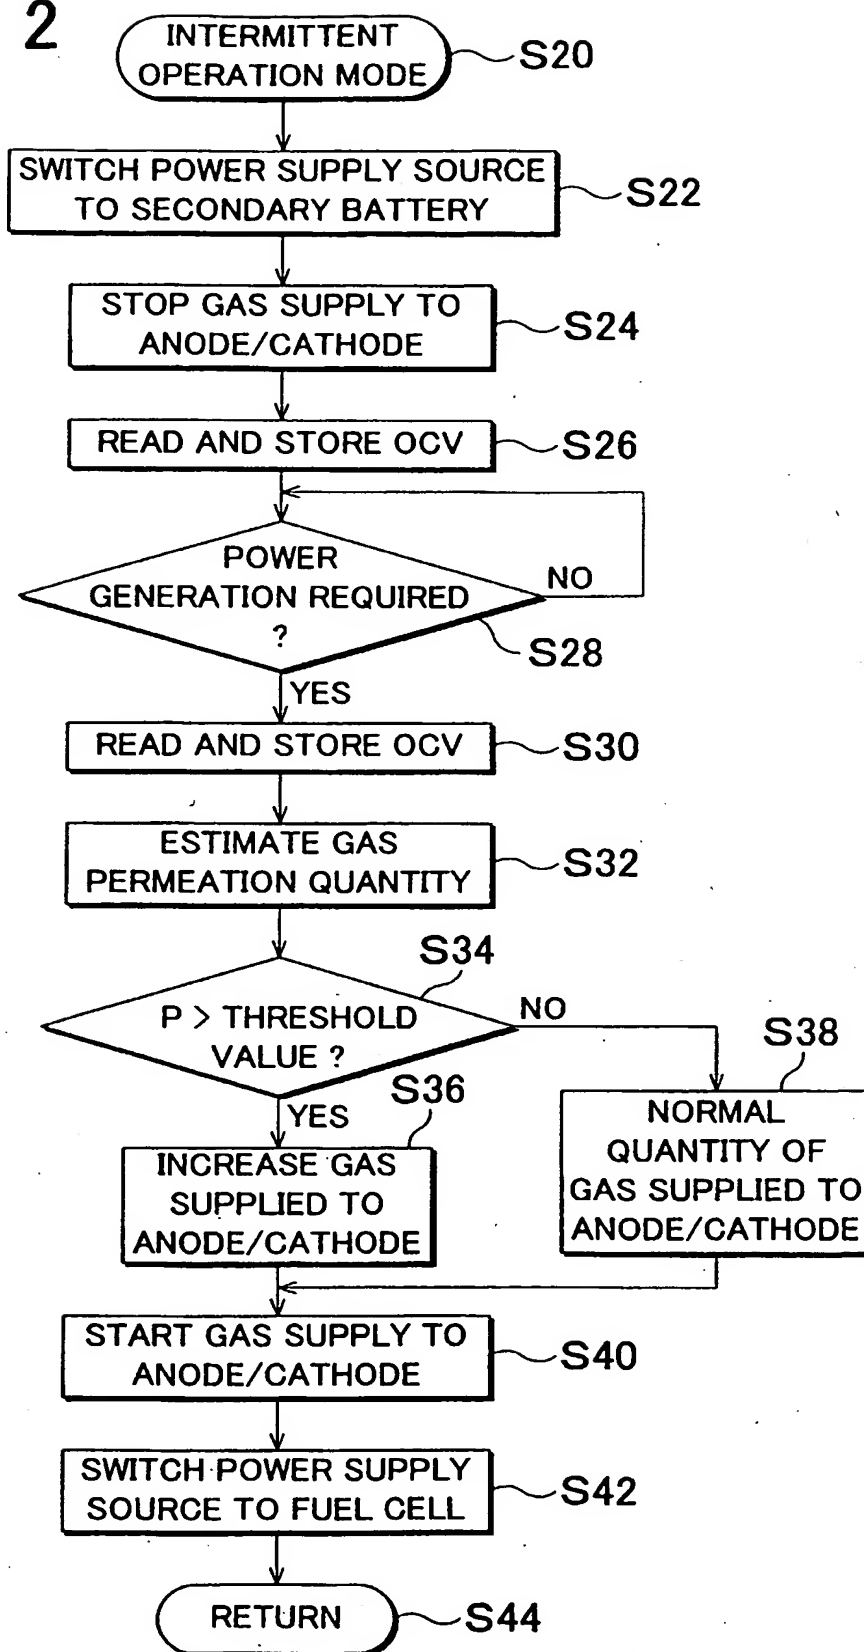 2
INTERMITTENT
OPERATION MODE
S20
SWITCH POWER SUPPLY SOURCE
TO SECONDARY BATTERY
S22
STOP GAS SUPPLY TO
ANODE/CATHODE
S24
READ AND STORE OCV
S26
POWER
GENERATION REQUIRED
?
NO
S28
YES
READ AND STORE OCV
S30
ESTIMATE GAS
PERMEATION QUANTITY
S32
S34
P > THRESHOLD
VALUE ?
NO
YES
S36
INCREASE GAS
SUPPLIED TO
ANODE/CATHODE
S38
NORMAL
QUANTITY OF
GAS SUPPLIED TO
ANODE/CATHODE
START GAS SUPPLY TO
ANODE/CATHODE
S40
SWITCH POWER SUPPLY
SOURCE TO FUEL CELL
S42
RETURN
S44